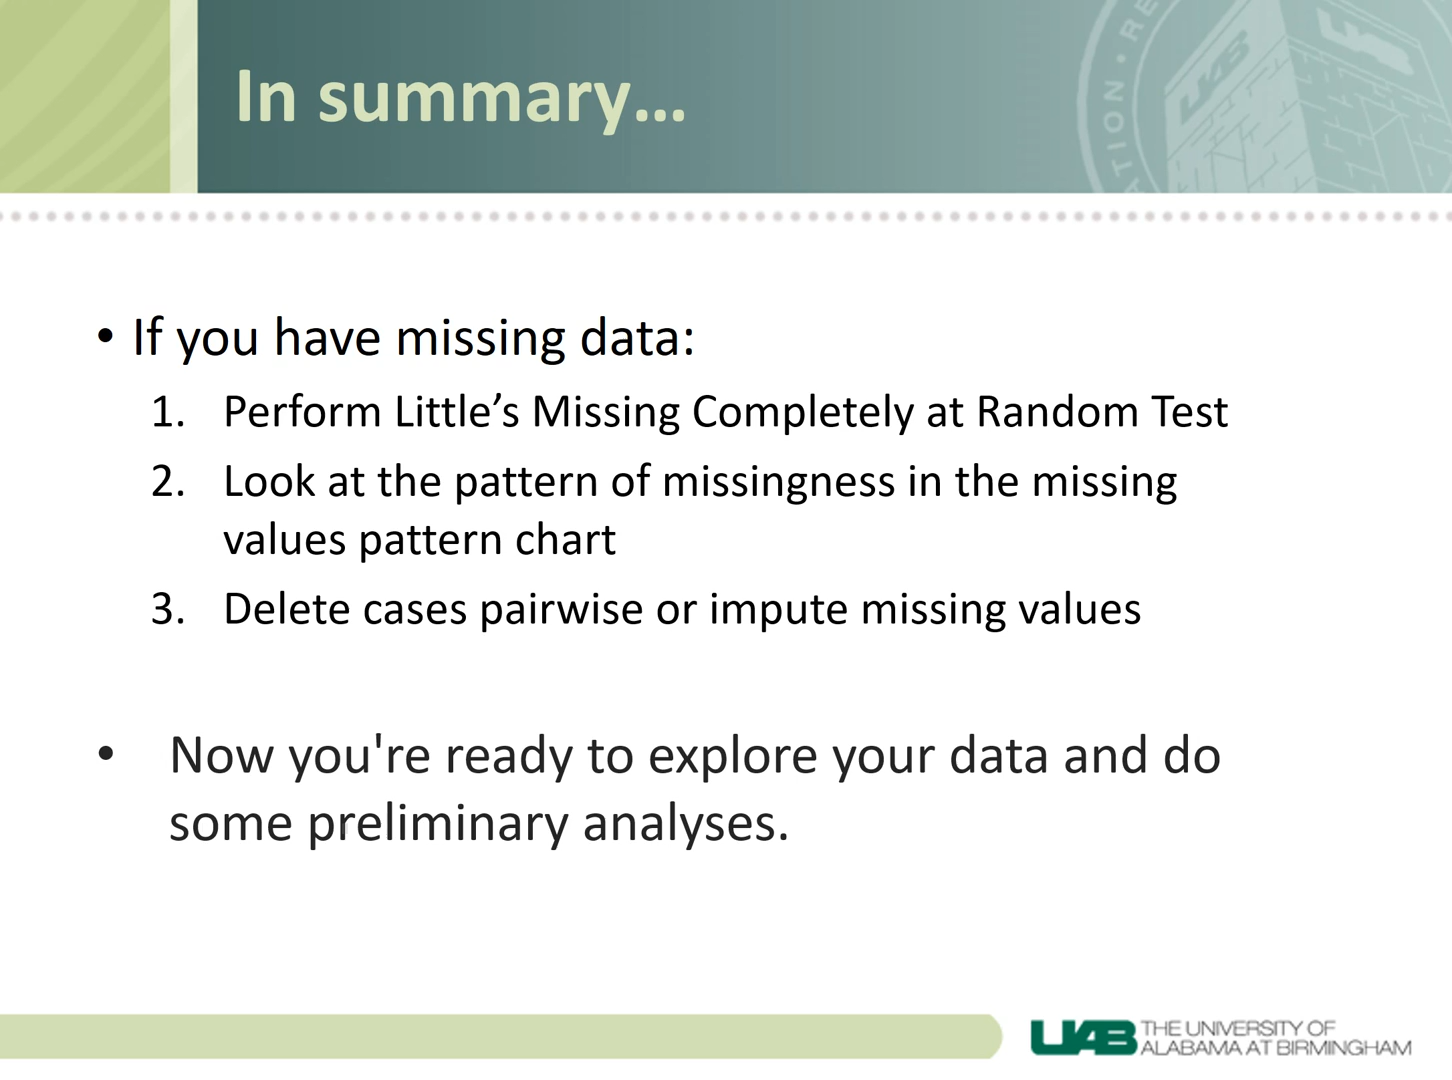 In summary…
• If you have missing data:
1. Perform Little’s Missing Completely at Random Test
2. Look at the pattern of missingness in the missing
values pattern chart
3. Delete cases pairwise or impute missing values
• Now you're ready to explore your data and do
some preliminary analyses.
UAB THE UNIVERSITY OF
ALABAMA AT BIRMINGHAM